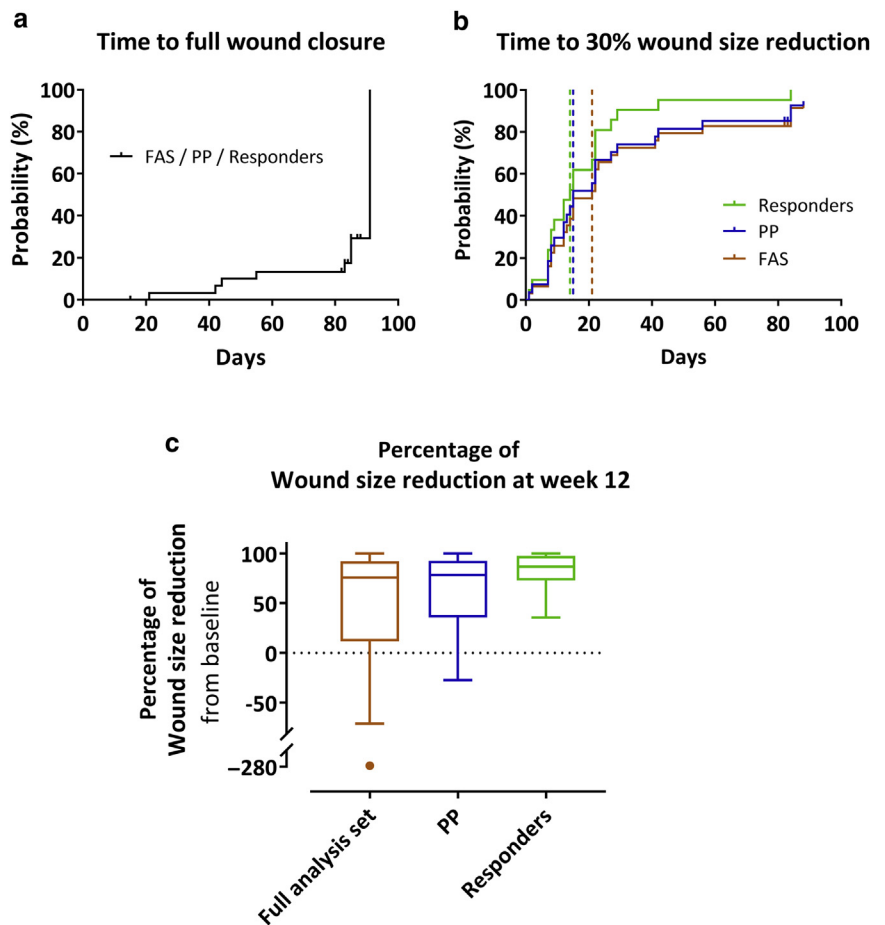 a
Time to full wound closure
Probability (%)
100
80
60
40
20
0
FAS / PP / Responders
0 20 40 60 80 100
Days
b
Time to 30% wound size reduction
Probability (%)
100
80
60
40
20
0
Responders
PP
FAS
0 20 40 60 80 100
Days
c
Percentage of
Wound size reduction at week 12
Percentage of
Wound size reduction
from baseline
100
50
0
-50
–280
Full analysis set
PP
Responders